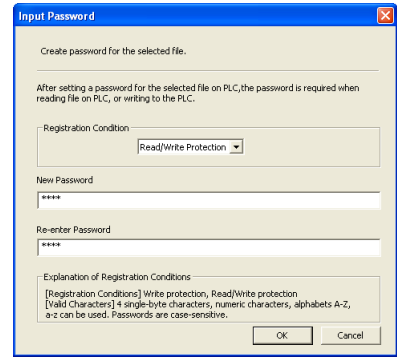 Input Password
Create password for the selected file.
After setting a password for the selected file on PLC,the password is required when
reading file on PLC, or writing to the PLC.
Registration Condition
Read/Write Protection
New Password
****
Re-enter Password
****
Explanation of Registration Conditions
[Registration Conditions] Write protection, Read/Write protection
[Valid Characters] 4 single-byte characters, numeric characters, alphabets A-Z,
a-z can be used. Passwords are case-sensitive.
OK Cancel